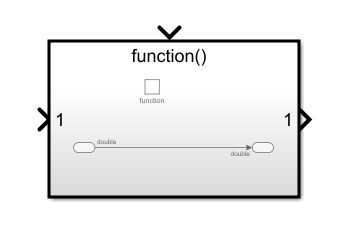 function()
function
1
1
double
double